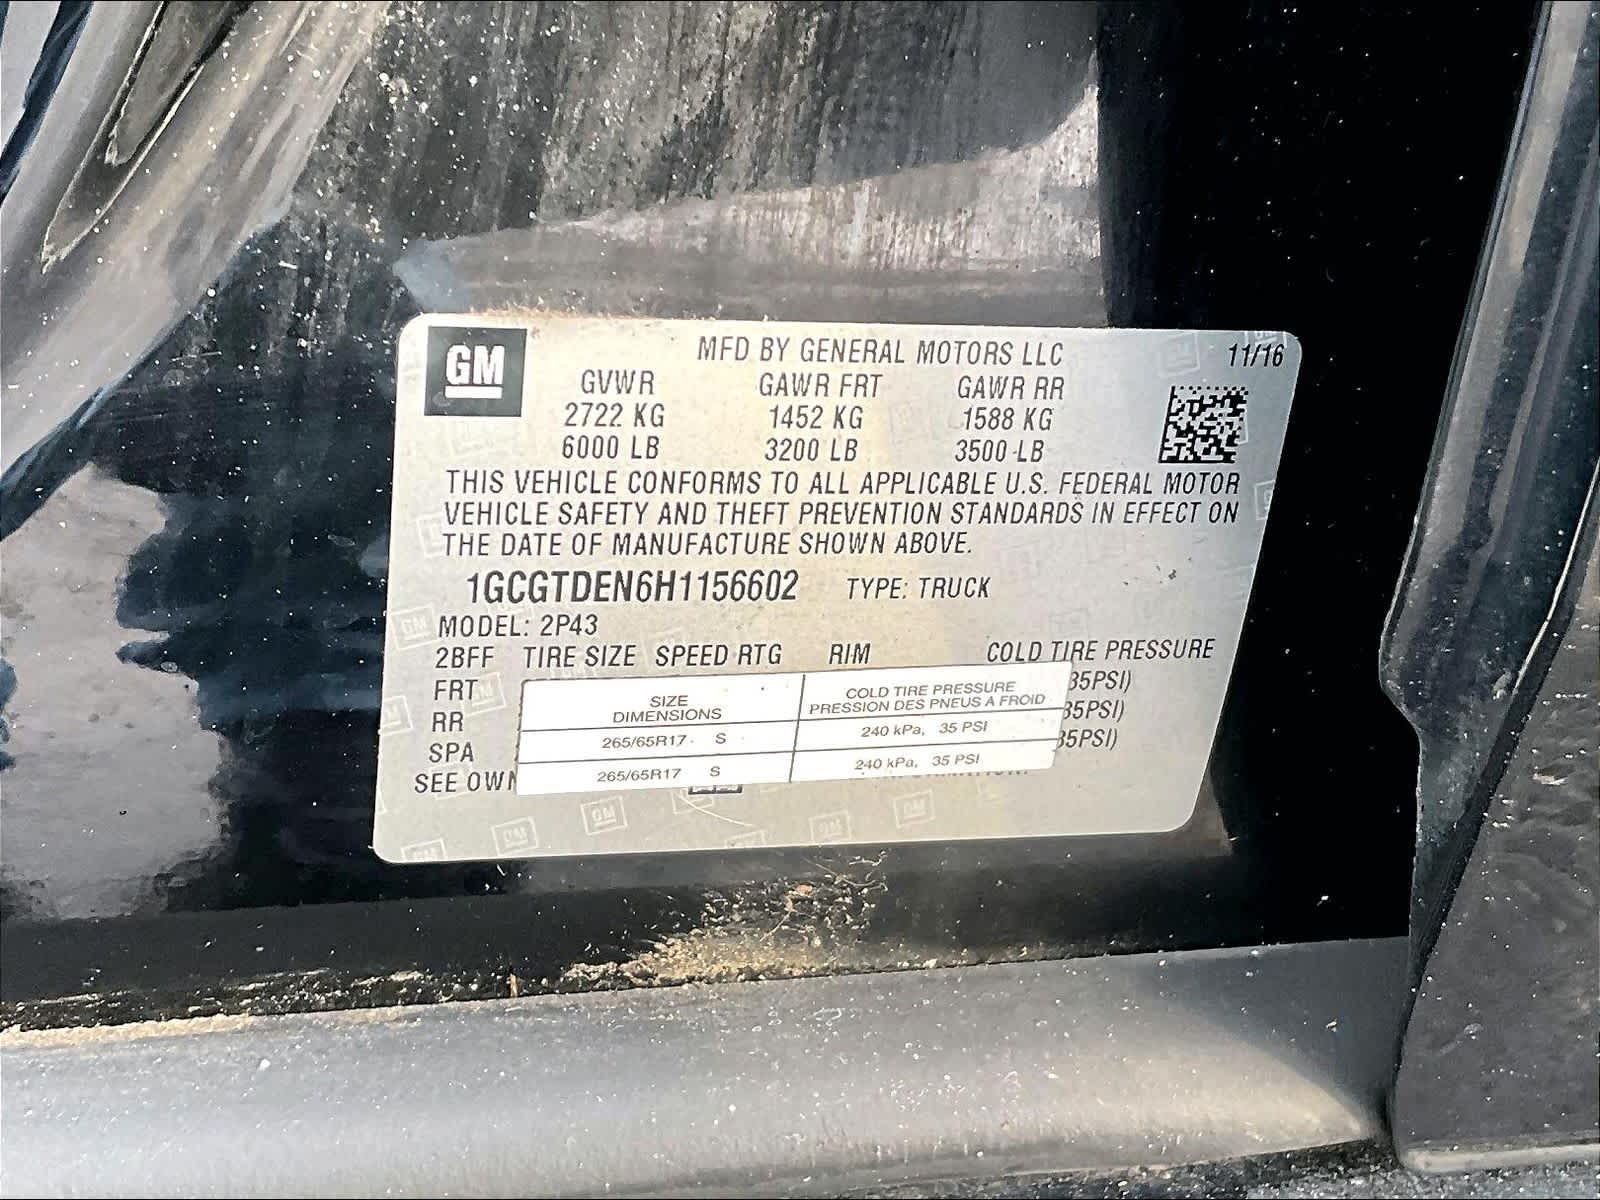 GM
MFD BY GENERAL MOTORS LLC 11/16
GVWR GAWR FRT GAWR RR
2722 KG 1452 KG 1588 KG
6000 LB 3200 LB 3500 LB
THIS VEHICLE CONFORMS TO ALL APPLICABLE U.S. FEDERAL MOTOR
VEHICLE SAFETY AND THEFT PREVENTION STANDARDS IN EFFECT ON
THE DATE OF MANUFACTURE SHOWN ABOVE.
1GCGTDEN6H1156602 TYPE: TRUCK
MODEL: 2P43
2BFF TIRE SIZE SPEED RTG RIM COLD TIRE PRESSURE
FRT 35PSI)
RR 35PSI)
SPA 35PSI)
SEE OWN
SIZE COLD TIRE PRESSURE
DIMENSIONS PRESSION DES PNEUS A FROID
265/65R17 S 240 kPa, 35 PSI
265/65R17 S 240 kPa, 35 PSI